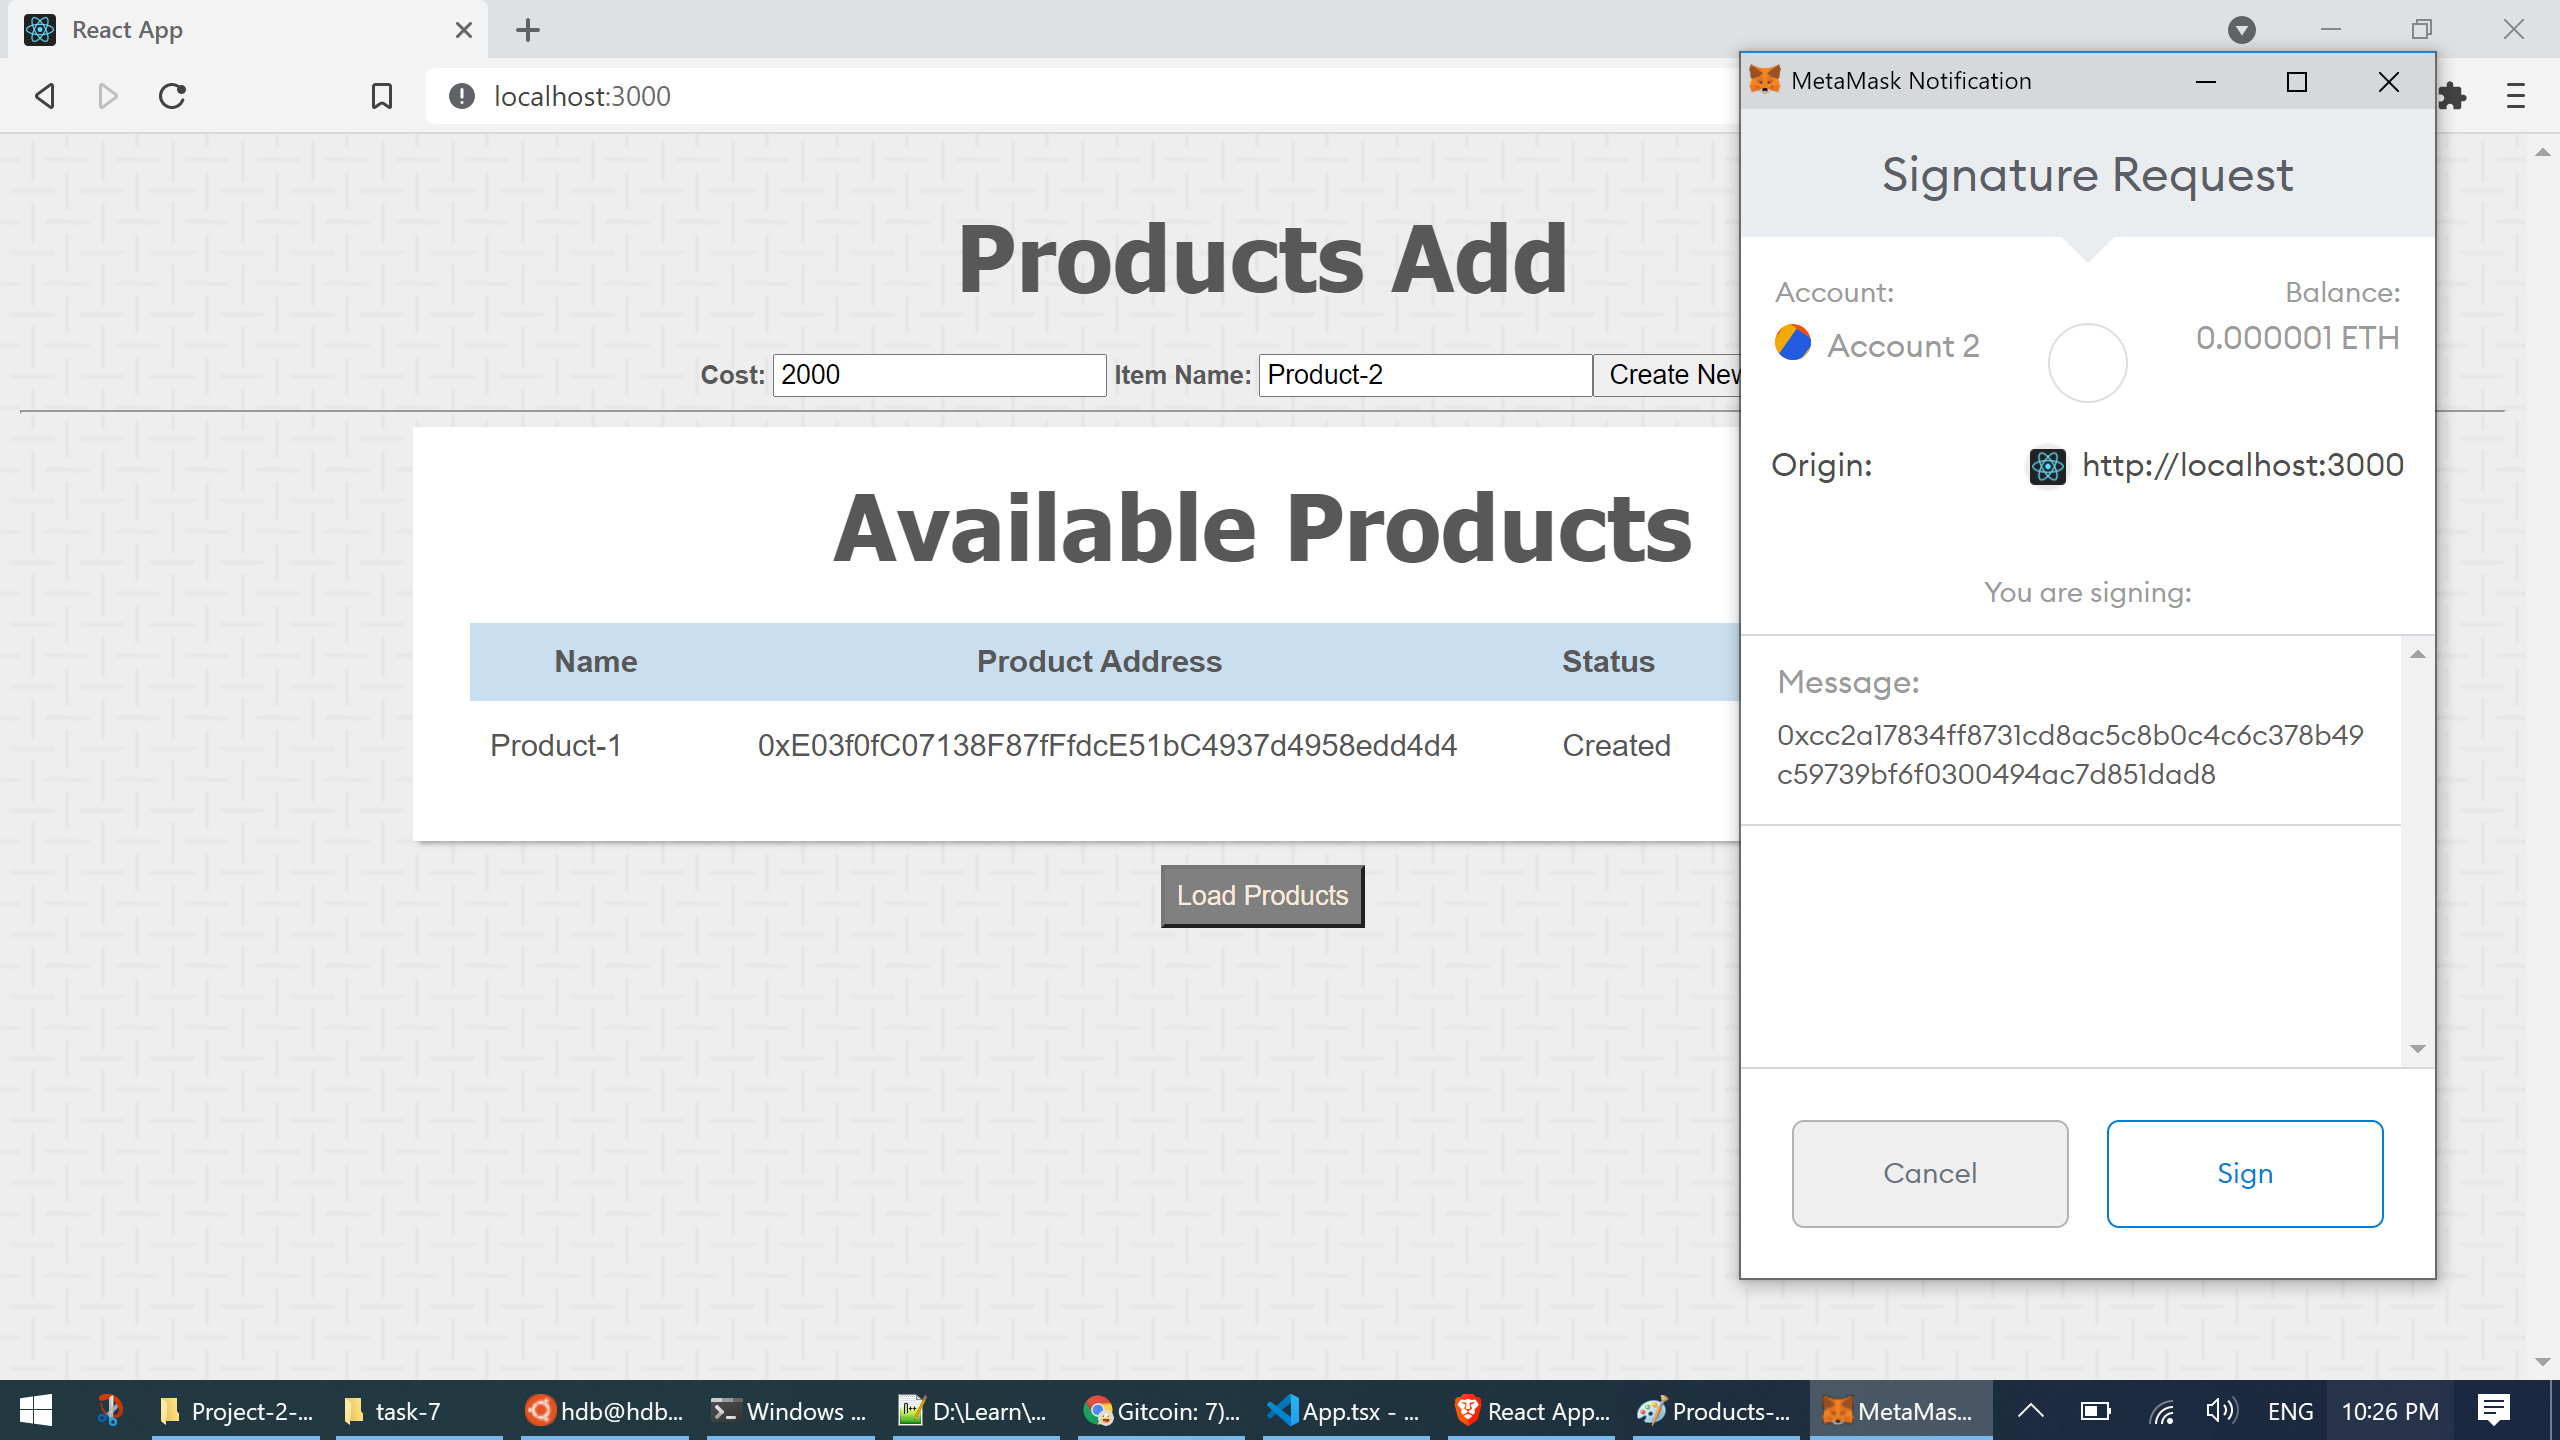 React App
localhost:3000
Products Add
Cost: 2000 Item Name: Product-2 Create New
Available Products
Name Product Address Status
Product-1 0xE03f0fC07138F87fFfdcE51bC4937d4958edd4d4 Created
Load Products
MetaMask Notification
Signature Request
Account: Balance:
Account 2 0.000001 ETH
Origin: http://localhost:3000
You are signing:
Message:
0xcc2a17834ff8731cd8ac5c8b0c4c6c378b49
c59739bf6f0300494ac7d851dad8
Cancel Sign
Project-2-... task-7 hdb@hdb... Windows ... D:\Learn\... Gitcoin: 7)... App.tsx - ... React App... Products-... MetaMas... ENG 10:26 PM